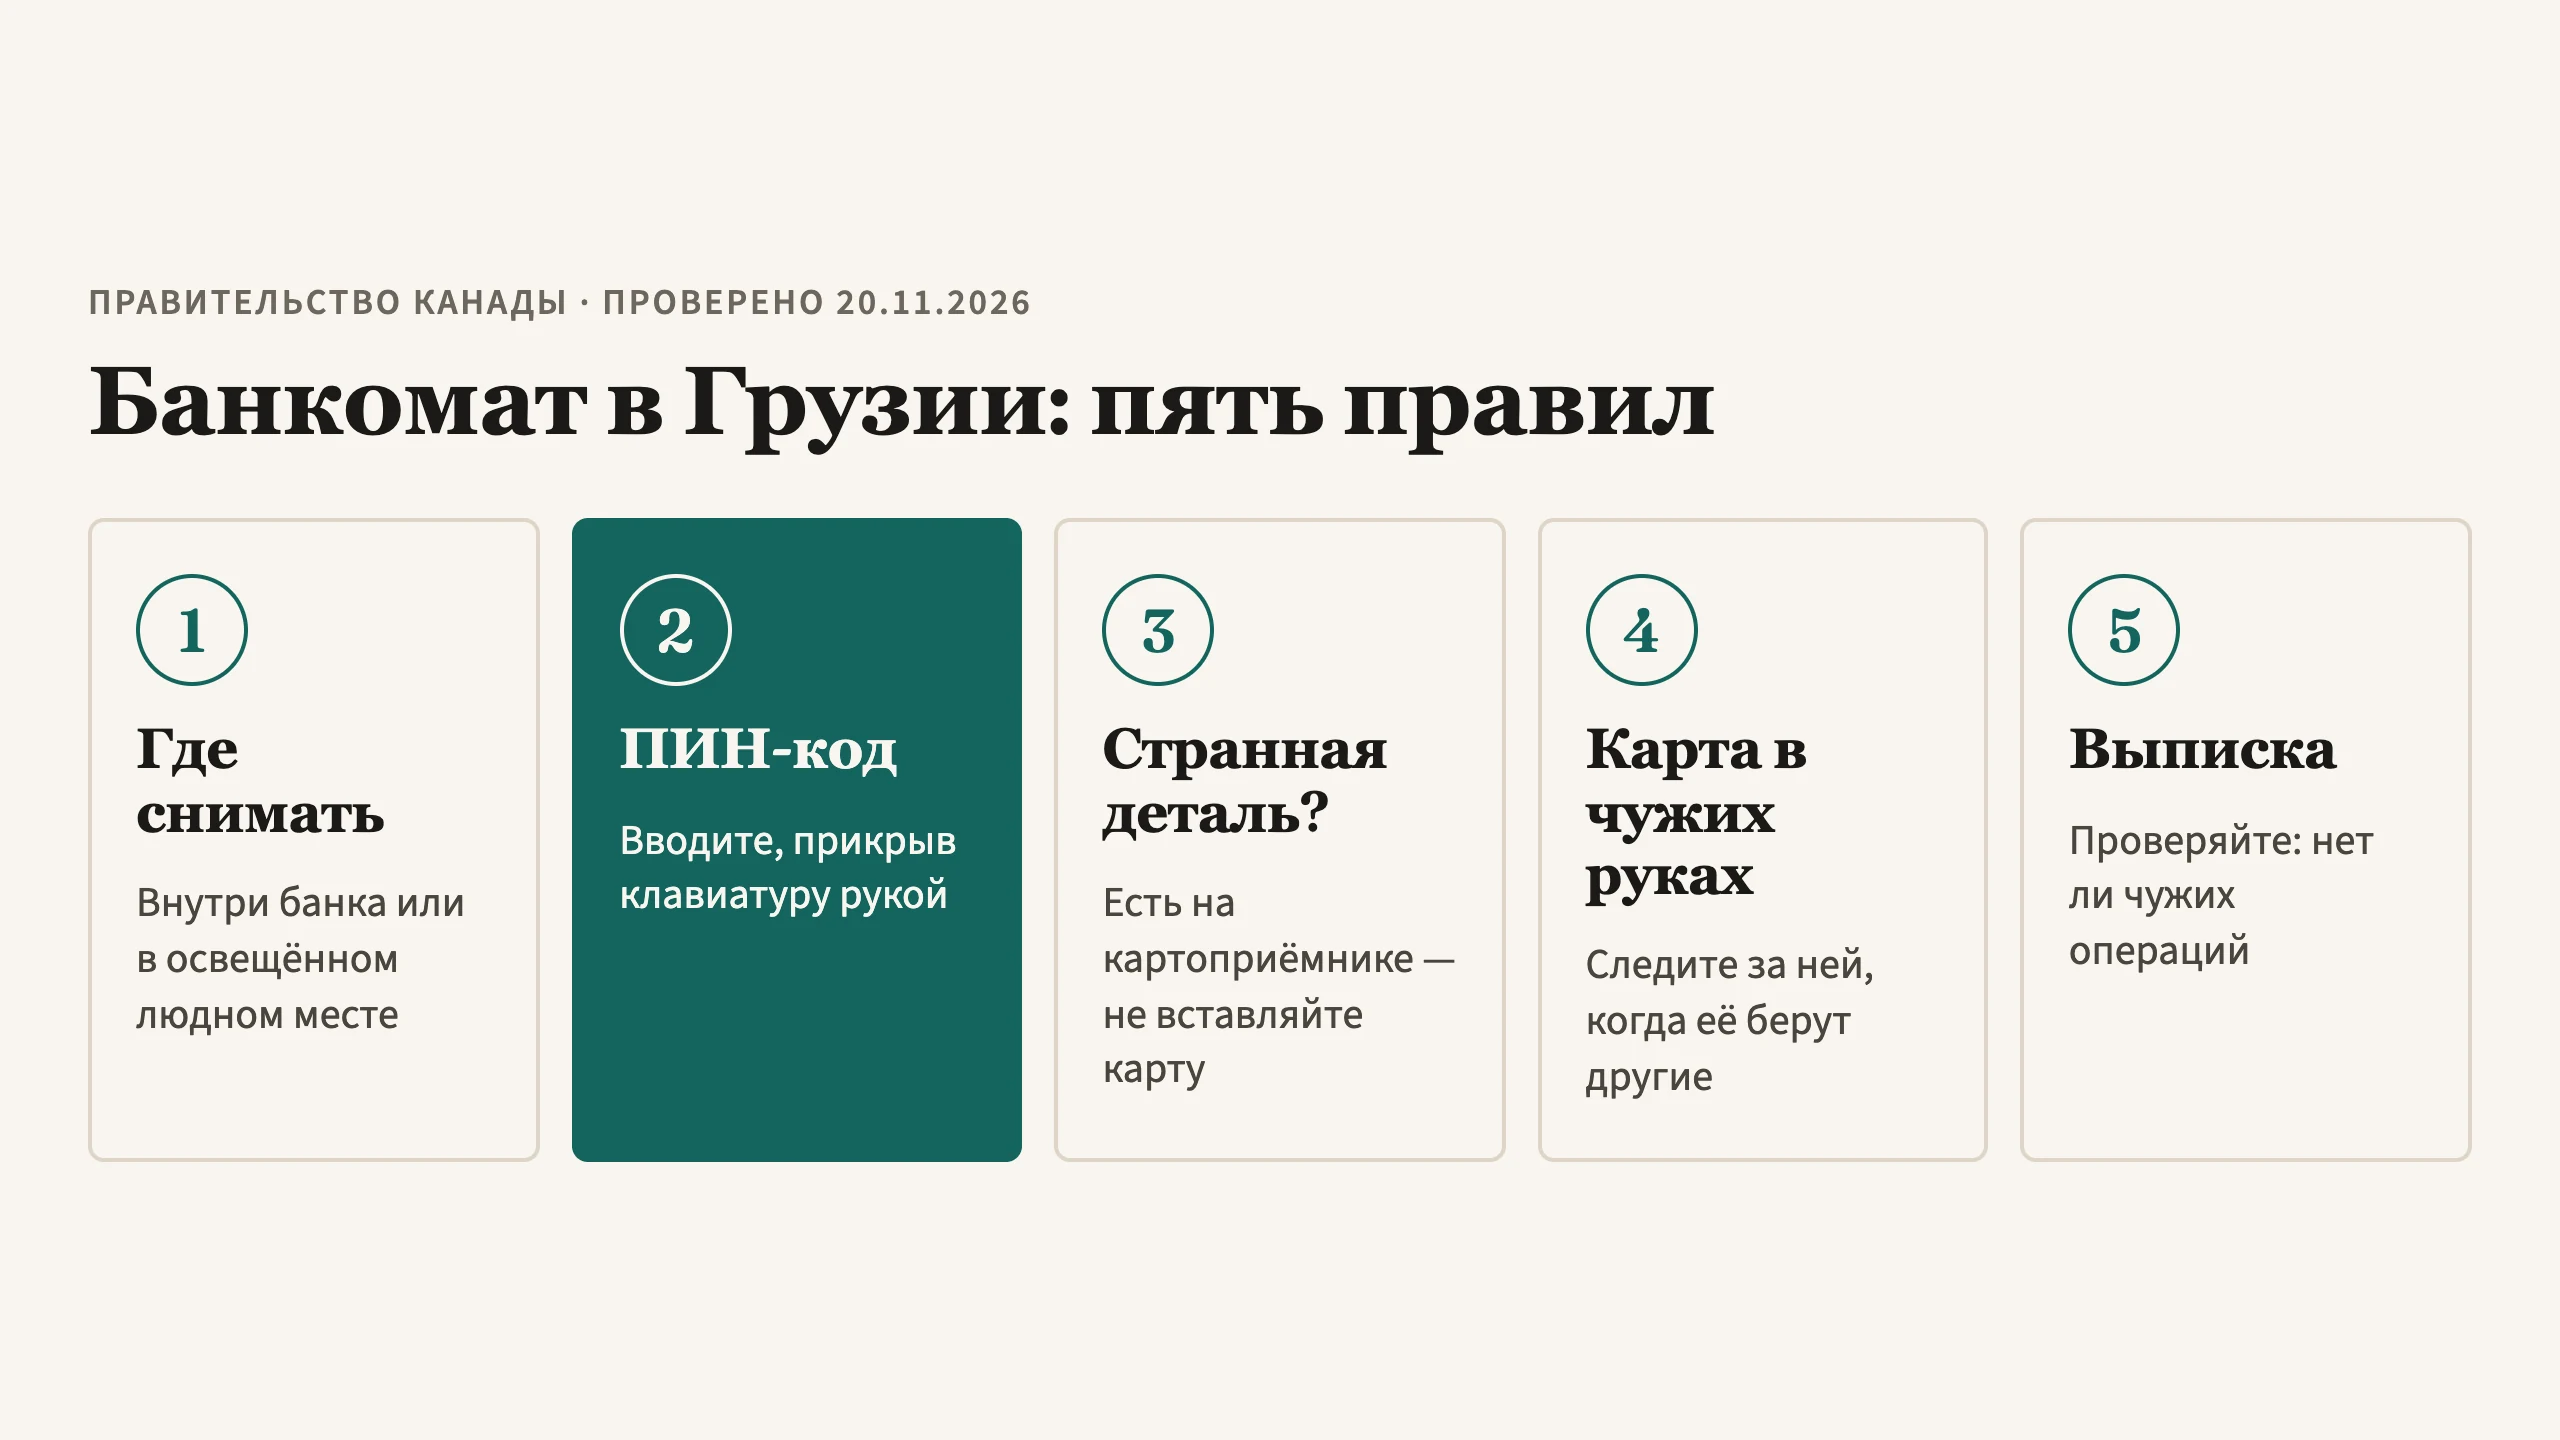 ПРАВИТЕЛЬСТВО КАНАДЫ · ПРОВЕРЕНО 20.11.2026
Банкомат в Грузии: пять правил
1
Где
снимать
Внутри банка или
в освещённом
людном месте
2
ПИН-код
Вводите, прикрыв
клавиатуру рукой
3
Странная
деталь?
Есть на
картоприёмнике —
не вставляйте
карту
4
Карта в
чужих
руках
Следите за ней,
когда её берут
другие
5
Выписка
Проверяйте: нет
ли чужих
операций